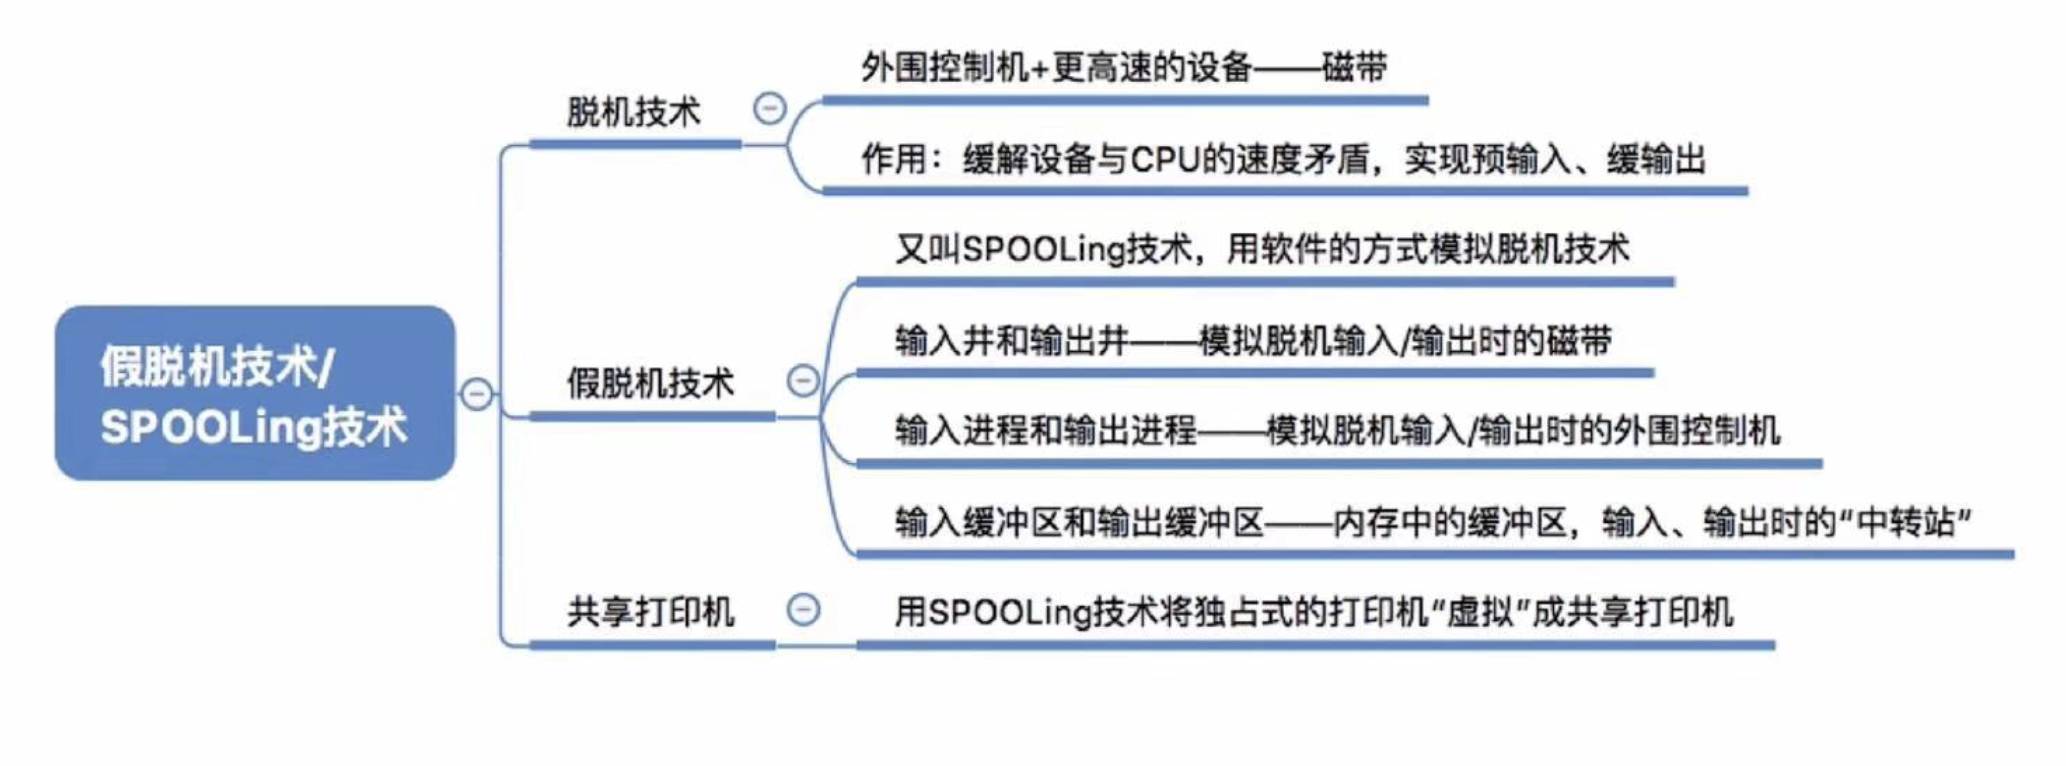 外围控制机+更高速的设备——磁带
脱机技术
作用：缓解设备与CPU的速度矛盾，实现预输入、缓输出
又叫SPOOLing技术，用软件的方式模拟脱机技术
输入井和输出井——模拟脱机输入/输出时的磁带
假脱机技术/
SPOOLing技术
假脱机技术
输入进程和输出进程——模拟脱机输入/输出时的外围控制机
输入缓冲区和输出缓冲区——内存中的缓冲区，输入、输出时的“中转站”
共享打印机
用SPOOLing技术将独占式的打印机“虚拟”成共享打印机